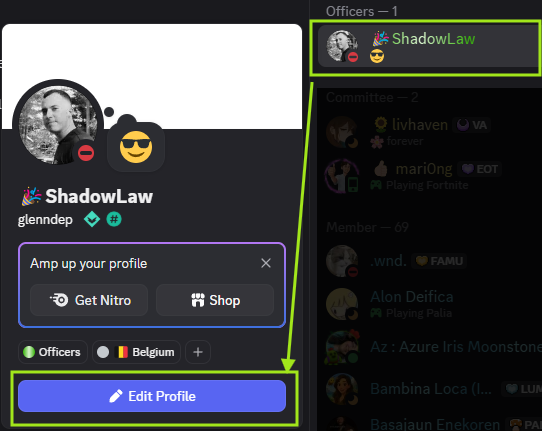 Officers — 1
ShadowLaw
Committee — 2
livhaven VA
forever
mari0ng EOT
Playing Fortnite
Member — 69
.wnd. FAMU
Alon Deifica
Playing Palia
Az : Azure Iris Moonstone
Bambina Loca (l... LUM
Basajaun Enekoren PAL
ShadowLaw
glenndep #
Amp up your profile
Get Nitro
Shop
Officers
Belgium
+
Edit Profile